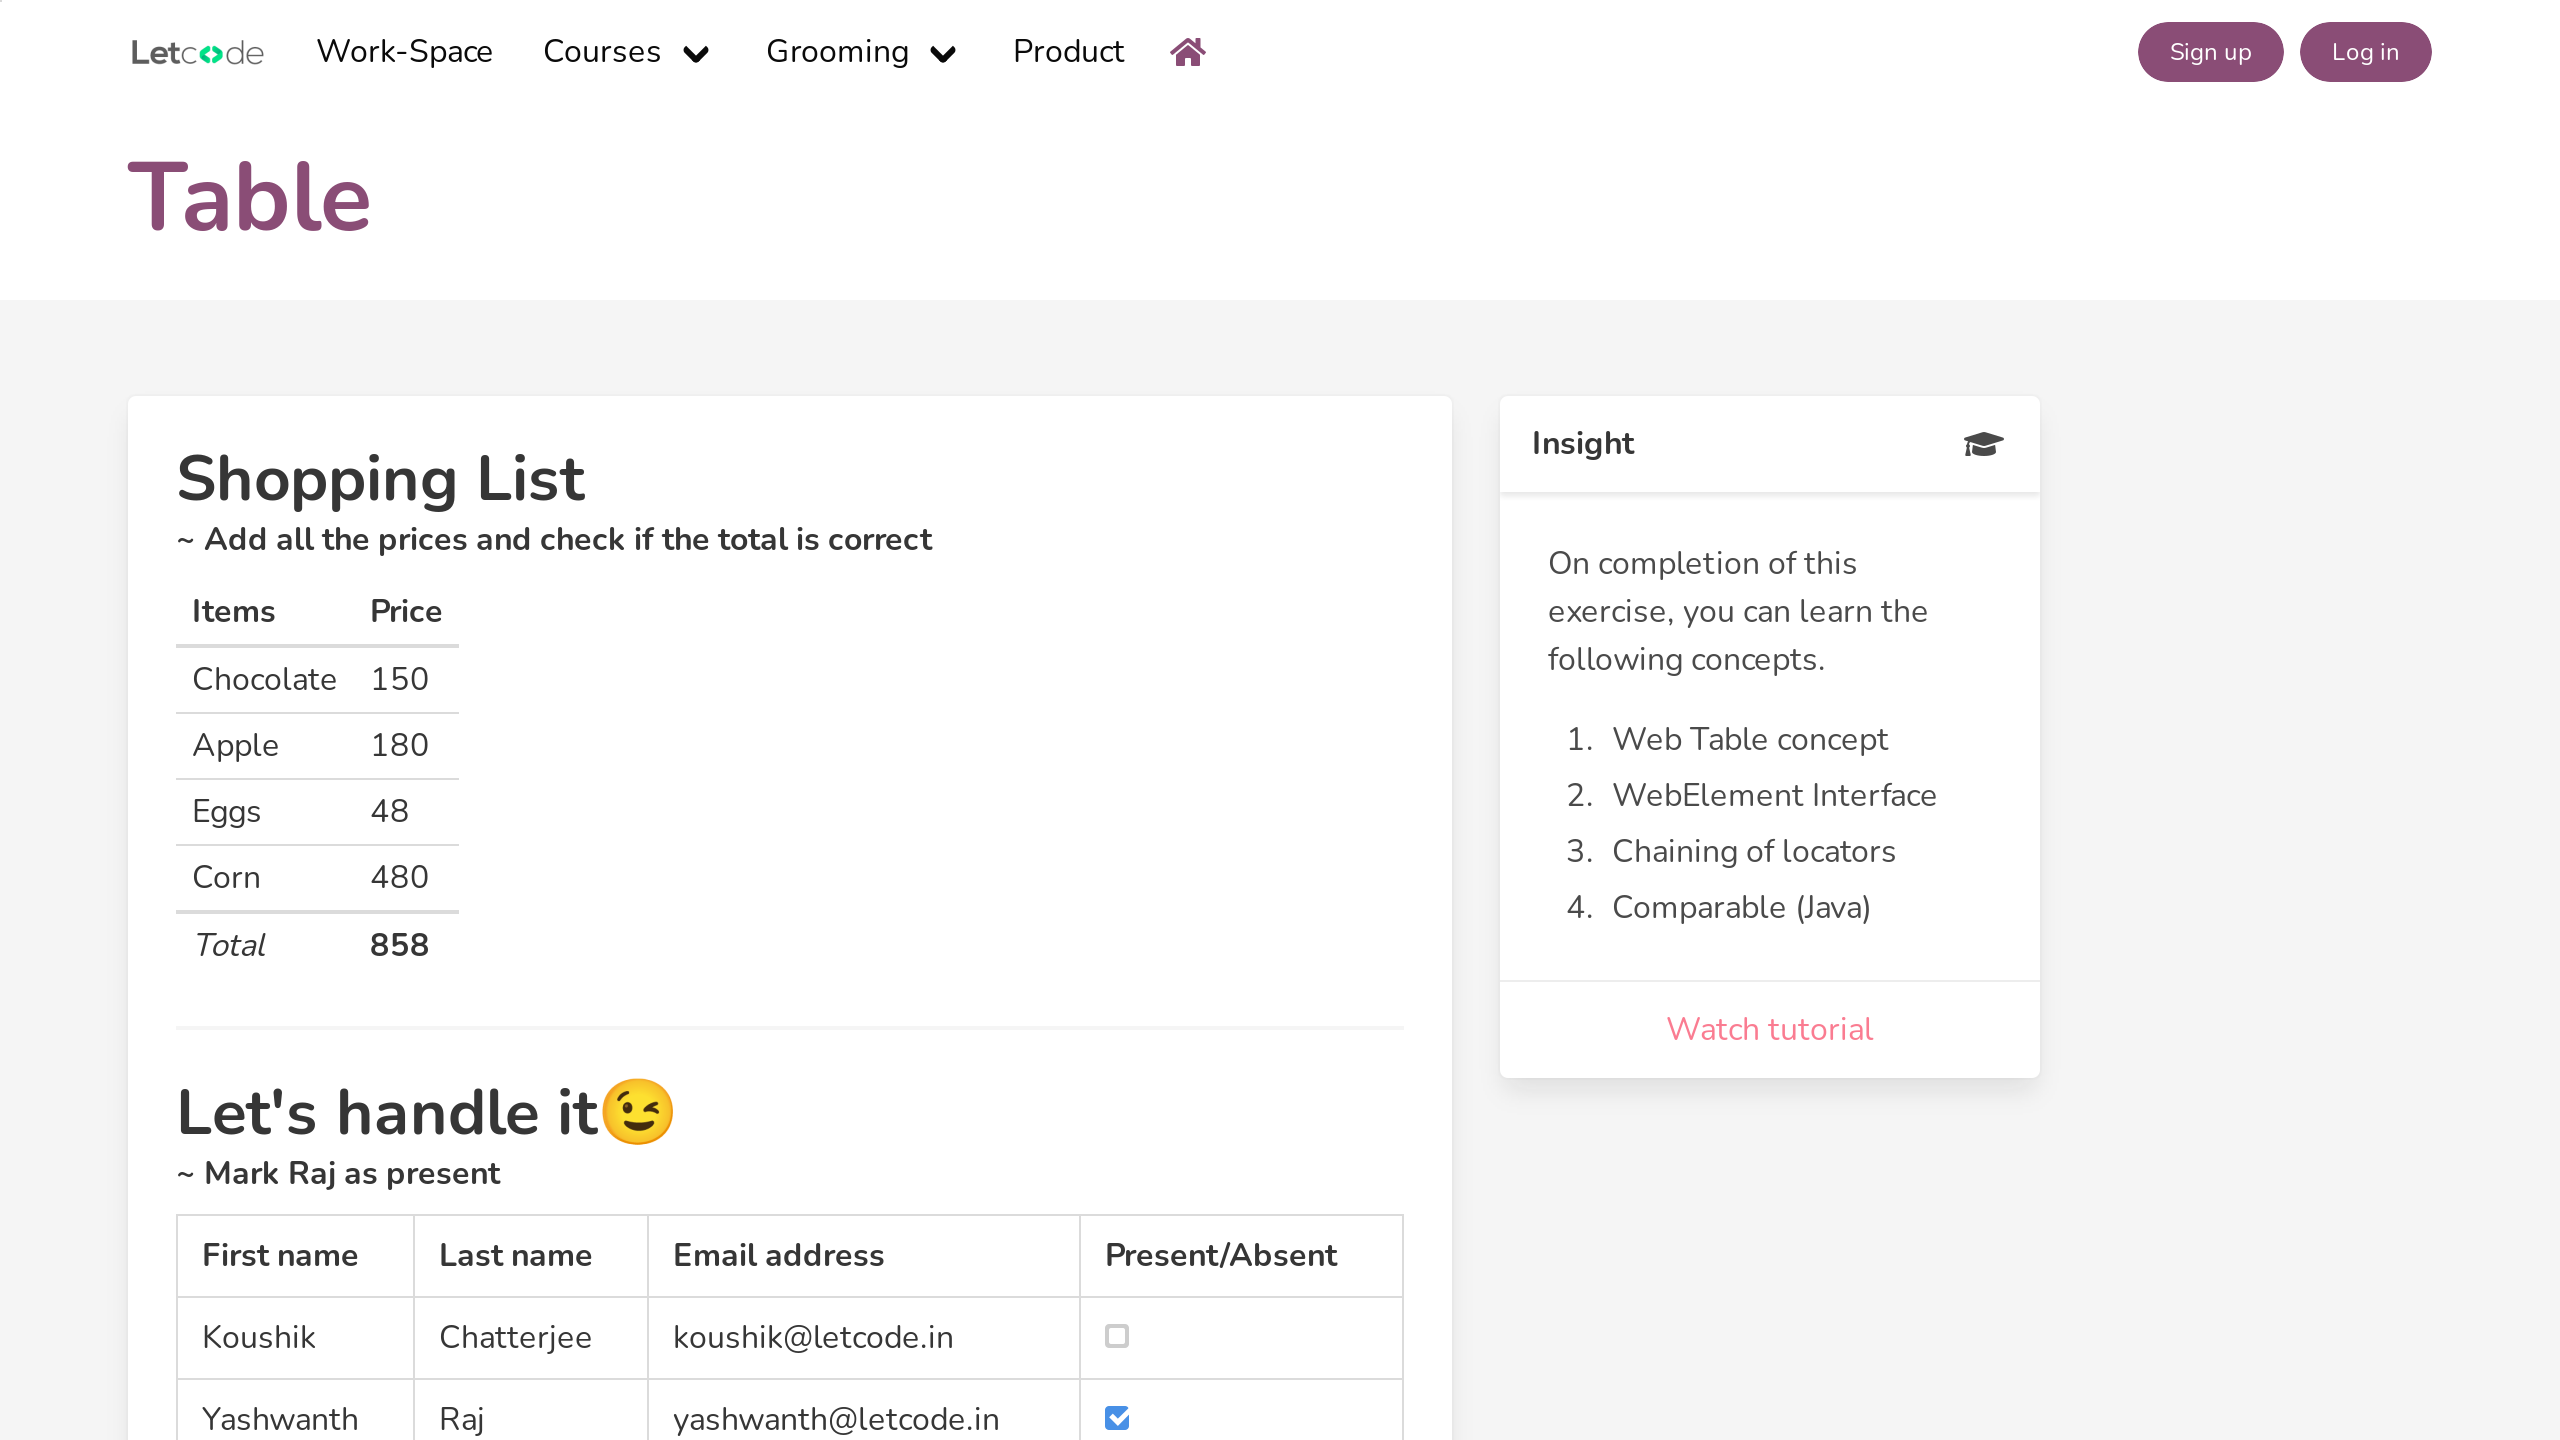 Letcode Work-Space Courses Grooming Product Sign up Log in
Table
Shopping List
~ Add all the prices and check if the total is correct
Items Price
Chocolate 150
Apple 180
Eggs 48
Corn 480
Total 858
Let's handle it😉
~ Mark Raj as present
First name Last name Email address Present/Absent
Koushik Chatterjee koushik@letcode.in
Yashwanth Raj yashwanth@letcode.in
Insight
On completion of this
exercise, you can learn the
following concepts.
1. Web Table concept
2. WebElement Interface
3. Chaining of locators
4. Comparable (Java)
Watch tutorial